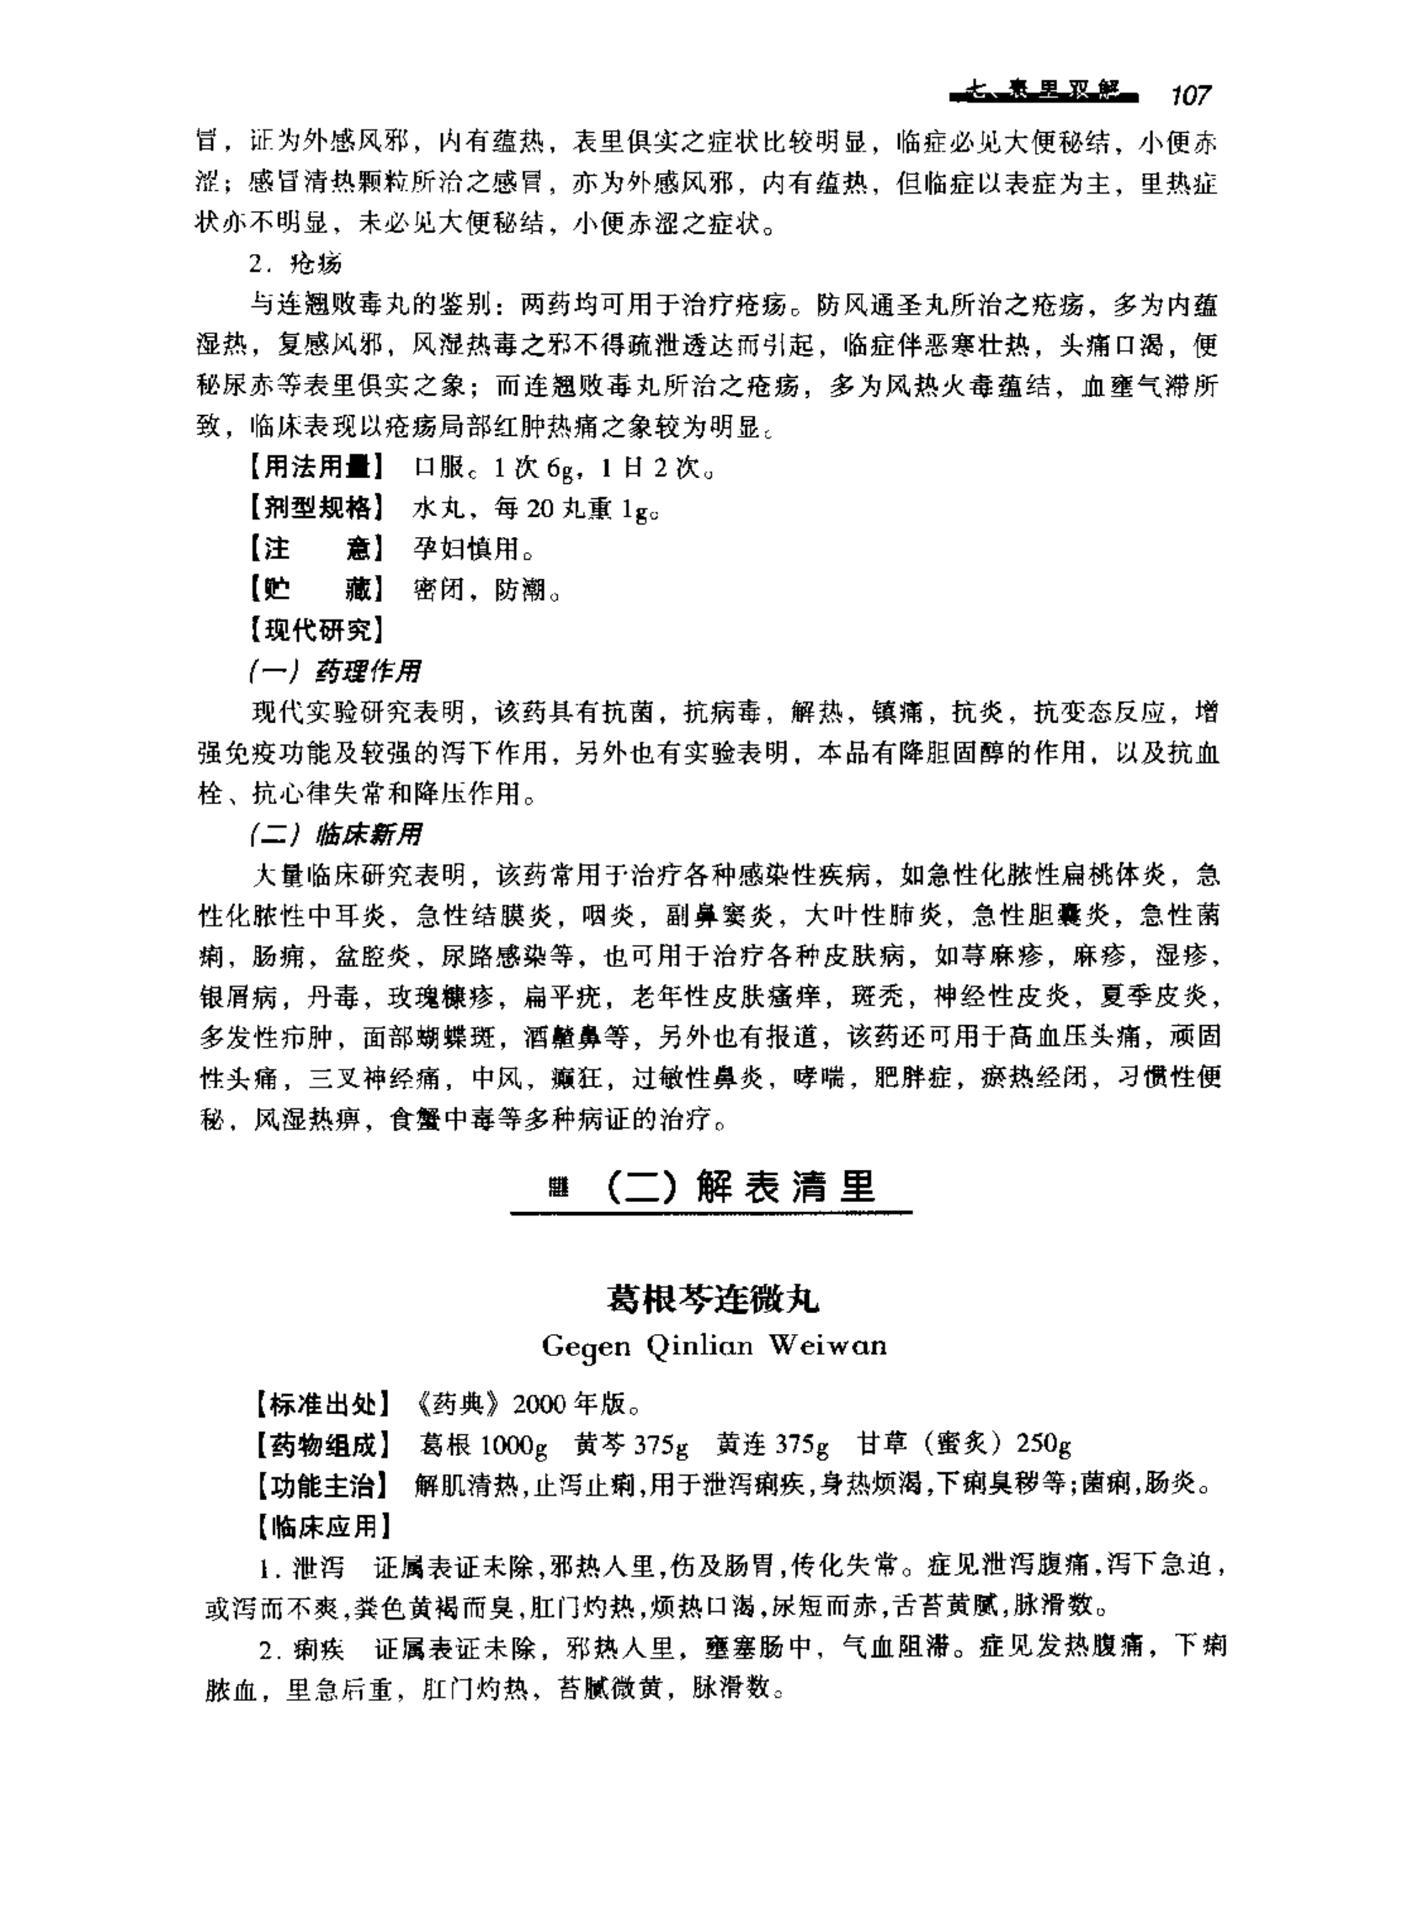 七、表里双解 107
冒，证为外感风邪，内有蕴热，表里俱实之症状比较明显，临症必见大便秘结，小便赤
涩；感冒清热颗粒所治之感冒，亦为外感风邪，内有蕴热，但临症以表症为主，里热症
状亦不明显，未必见大便秘结，小便赤涩之症状。
2．疮疡
与连翘败毒丸的鉴别：两药均可用于治疗疮疡。防风通圣丸所治之疮疡，多为内蕴
湿热，复感风邪，风湿热毒之邪不得疏泄透达而引起，临症伴恶寒壮热，头痛口渴，便
秘尿赤等表里俱实之象；而连翘败毒丸所治之疮疡，多为风热火毒蕴结，血壅气滞所
致，临床表现以疮疡局部红肿热痛之象较为明显。
【用法用量】 口服。1次6g，1日2次。
【剂型规格】 水丸，每20丸重1g。
【注　　意】 孕妇慎用。
【贮　　藏】 密闭，防潮。
【现代研究】
（一）药理作用
现代实验研究表明，该药具有抗菌，抗病毒，解热，镇痛，抗炎，抗变态反应，增
强免疫功能及较强的泻下作用，另外也有实验表明，本品有降胆固醇的作用，以及抗血
栓、抗心律失常和降压作用。
（二）临床新用
大量临床研究表明，该药常用于治疗各种感染性疾病，如急性化脓性扁桃体炎，急
性化脓性中耳炎，急性结膜炎，咽炎，副鼻窦炎，大叶性肺炎，急性胆囊炎，急性菌
痢，肠痈，盆腔炎，尿路感染等，也可用于治疗各种皮肤病，如荨麻疹，麻疹，湿疹，
银屑病，丹毒，玫瑰糠疹，扁平疣，老年性皮肤瘙痒，斑秃，神经性皮炎，夏季皮炎，
多发性疖肿，面部蝴蝶斑，酒齄鼻等，另外也有报道，该药还可用于高血压头痛，顽固
性头痛，三叉神经痛，中风，癫狂，过敏性鼻炎，哮喘，肥胖症，瘀热经闭，习惯性便
秘，风湿热痹，食蟹中毒等多种病证的治疗。
（二）解表清里
葛根芩连微丸
Gegen Qinlian Weiwan
【标准出处】《药典》2000年版。
【药物组成】 葛根1000g　黄芩375g　黄连375g　甘草（蜜炙）250g
【功能主治】 解肌清热,止泻止痢,用于泄泻痢疾,身热烦渴,下痢臭秽等;菌痢,肠炎。
【临床应用】
1. 泄泻　证属表证未除,邪热入里,伤及肠胃,传化失常。症见泄泻腹痛,泻下急迫,
或泻而不爽,粪色黄褐而臭,肛门灼热,烦热口渴,尿短而赤,舌苔黄腻,脉滑数。
2. 痢疾　证属表证未除，邪热入里，壅塞肠中，气血阻滞。症见发热腹痛，下痢
脓血，里急后重，肛门灼热，苔腻微黄，脉滑数。